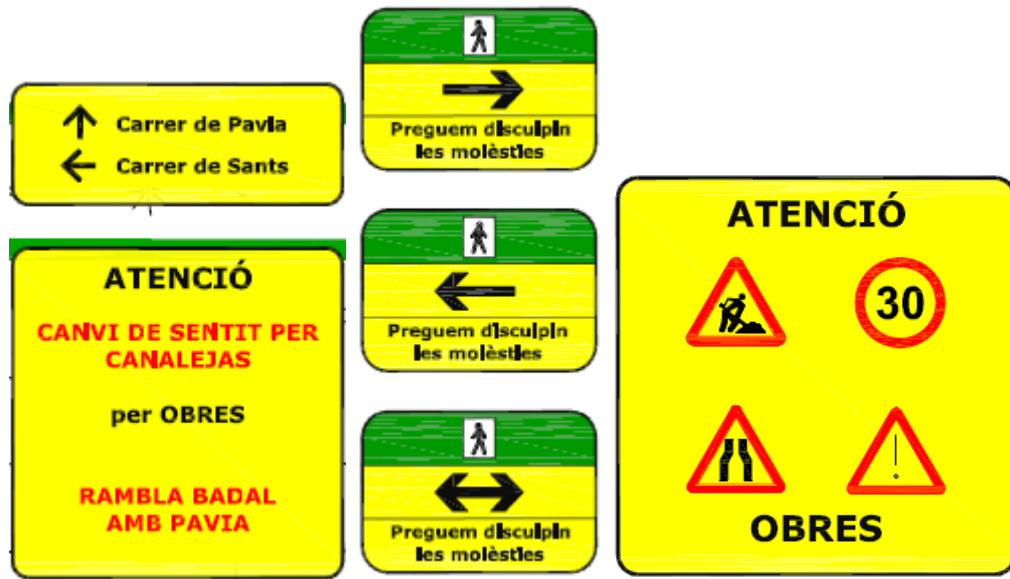 Carrer de Pavia
Carrer de Sants
ATENCIÓ
CANVI DE SENTIT PER
CANALEJAS
per OBRES
RAMBLA BADAL
AMB PAVIA
Preguem disculpin
les molèsties
Preguem disculpin
les molèsties
Preguem disculpin
les molèsties
ATENCIÓ
30
OBRES